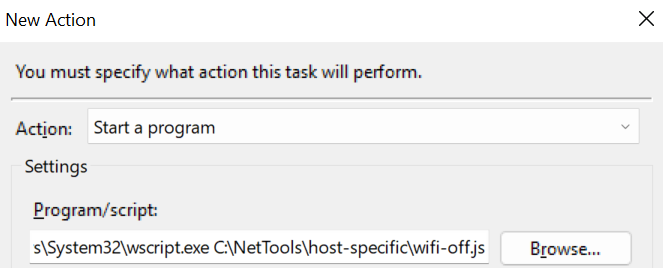 New Action
You must specify what action this task will perform.
Action: Start a program
Settings
Program/script:
s\System32\wscript.exe C:\NetTools\host-specific\wifi-off.js Browse...